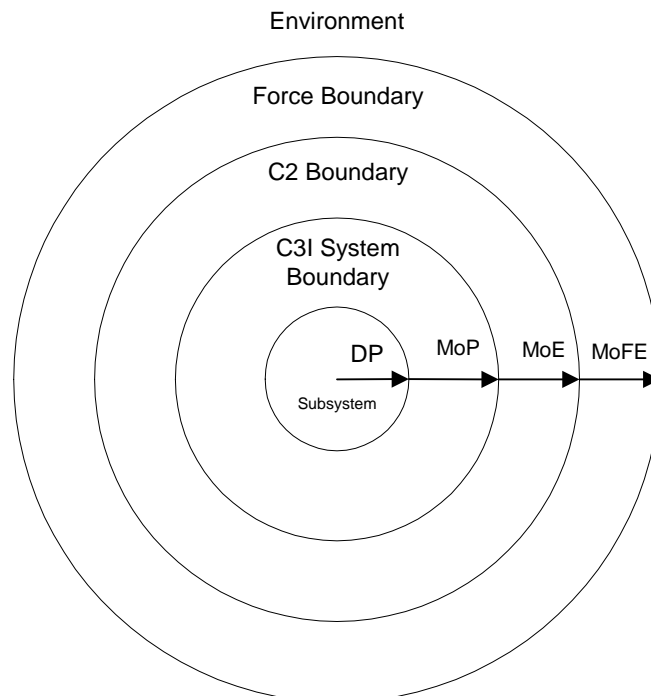 Environment
Force Boundary
C2 Boundary
C3I System
Boundary
DP
MoP
MoE
MoFE
Subsystem